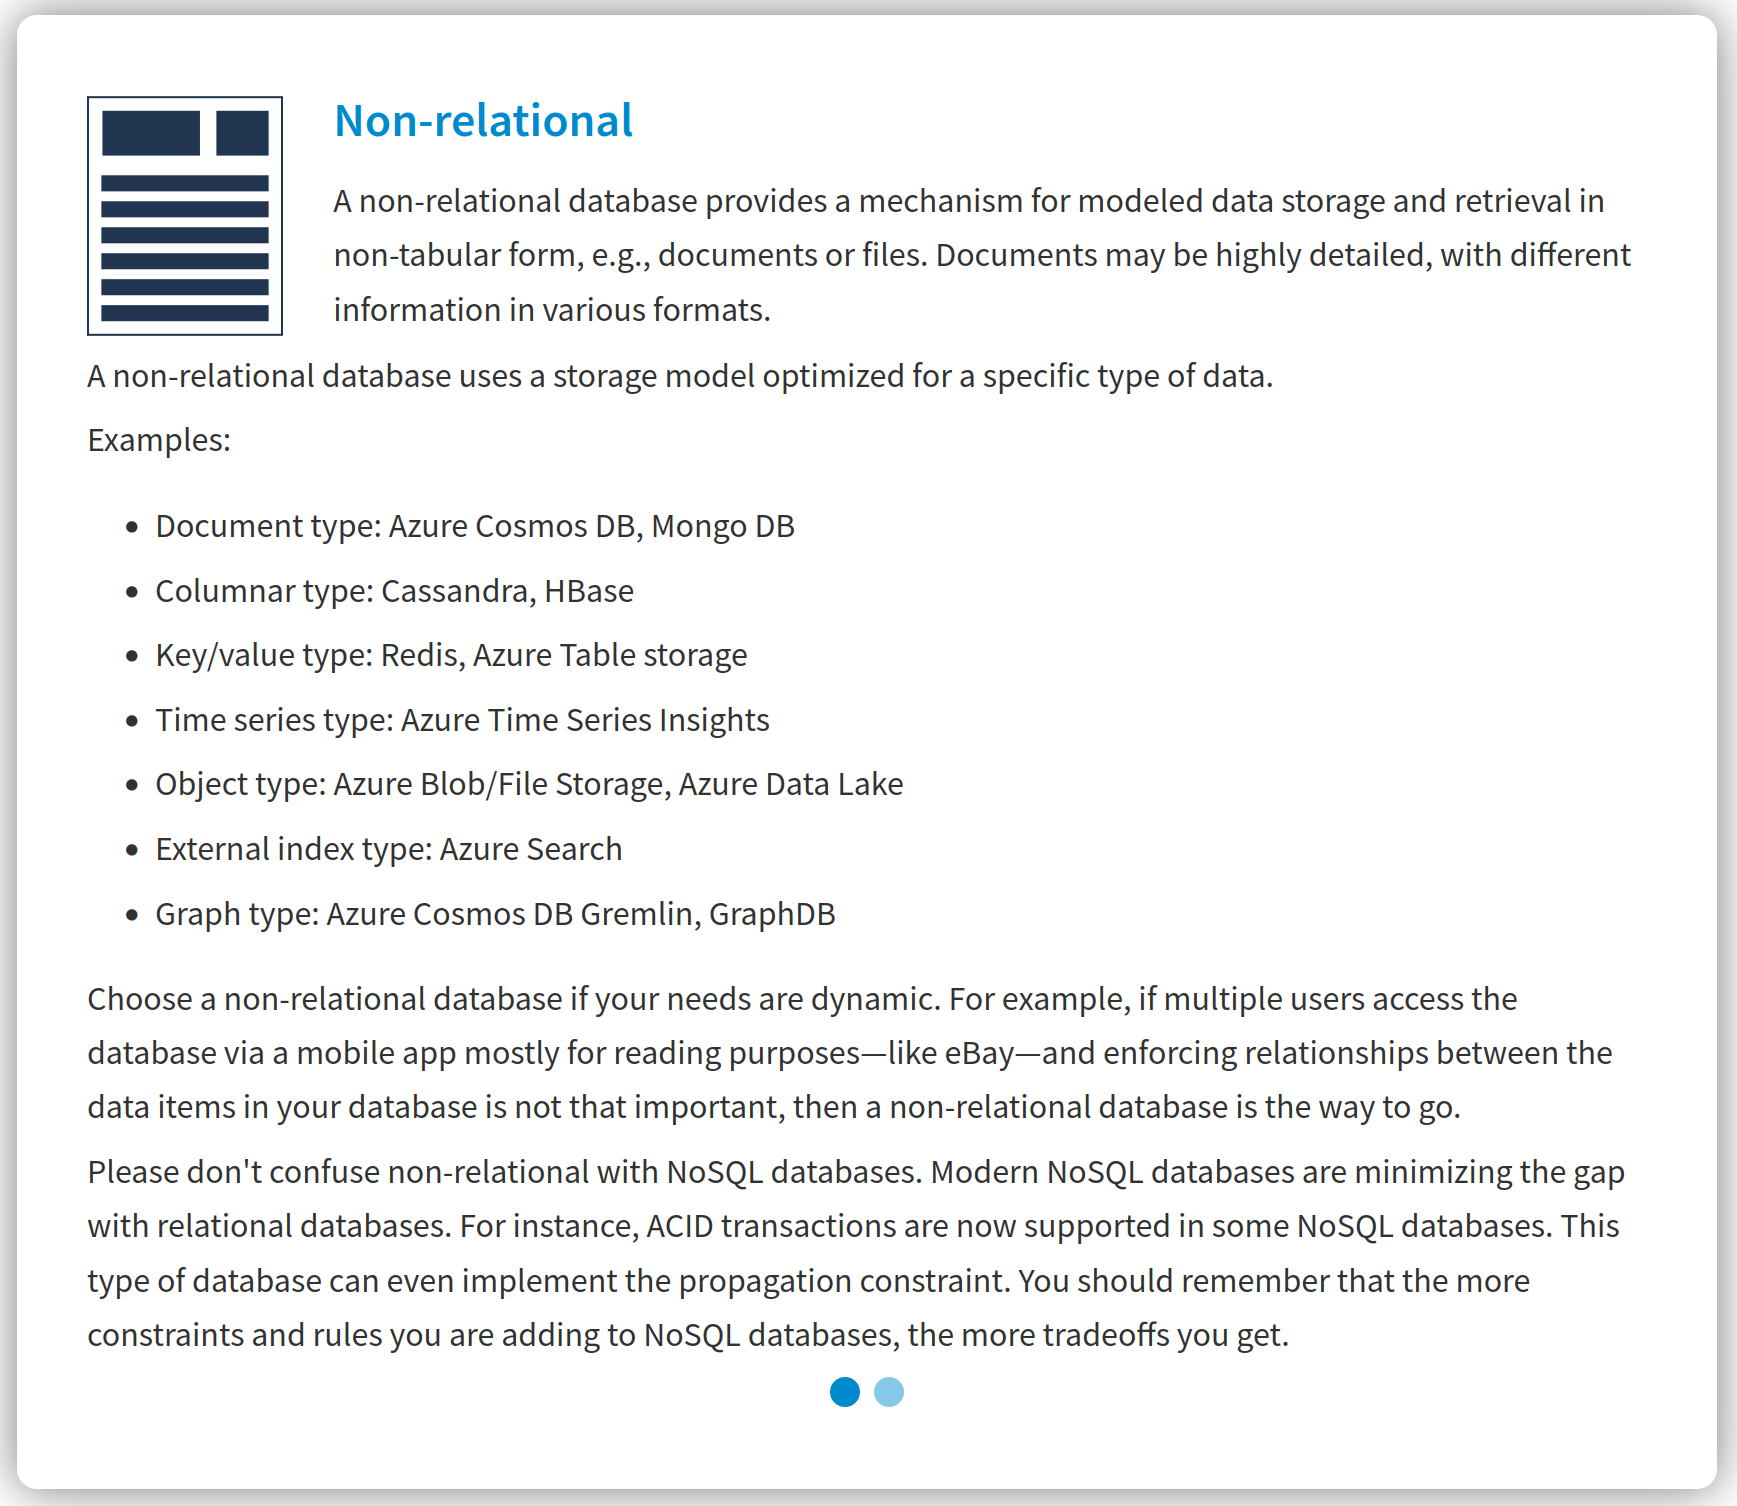 Non-relational
A non-relational database provides a mechanism for modeled data storage and retrieval in
non-tabular form, e.g., documents or files. Documents may be highly detailed, with different
information in various formats.
A non-relational database uses a storage model optimized for a specific type of data.
Examples:
• Document type: Azure Cosmos DB, Mongo DB
• Columnar type: Cassandra, HBase
• Key/value type: Redis, Azure Table storage
• Time series type: Azure Time Series Insights
• Object type: Azure Blob/File Storage, Azure Data Lake
• External index type: Azure Search
• Graph type: Azure Cosmos DB Gremlin, GraphDB
Choose a non-relational database if your needs are dynamic. For example, if multiple users access the
database via a mobile app mostly for reading purposes—like eBay—and enforcing relationships between the
data items in your database is not that important, then a non-relational database is the way to go.
Please don't confuse non-relational with NoSQL databases. Modern NoSQL databases are minimizing the gap
with relational databases. For instance, ACID transactions are now supported in some NoSQL databases. This
type of database can even implement the propagation constraint. You should remember that the more
constraints and rules you are adding to NoSQL databases, the more tradeoffs you get.